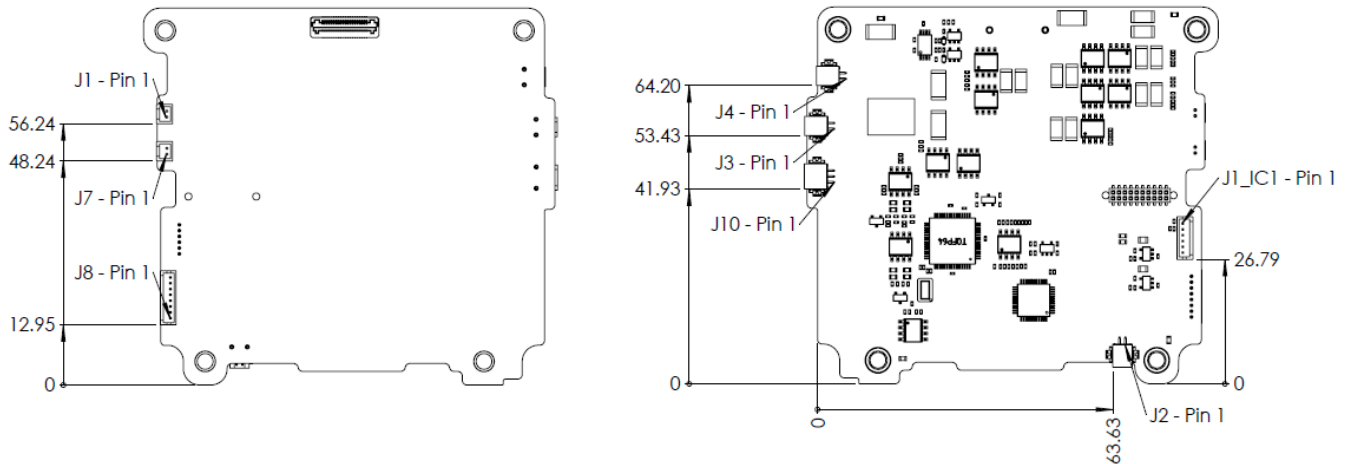 J1 - Pin 1
56.24
48.24
J7 - Pin 1
J8 - Pin 1
12.95
0
64.20
J4 - Pin 1
53.43
J3 - Pin 1
41.93
J10 - Pin 1
TQFP64
J1_IC1 - Pin 1
26.79
0
0
J2 - Pin 1
0
63.63